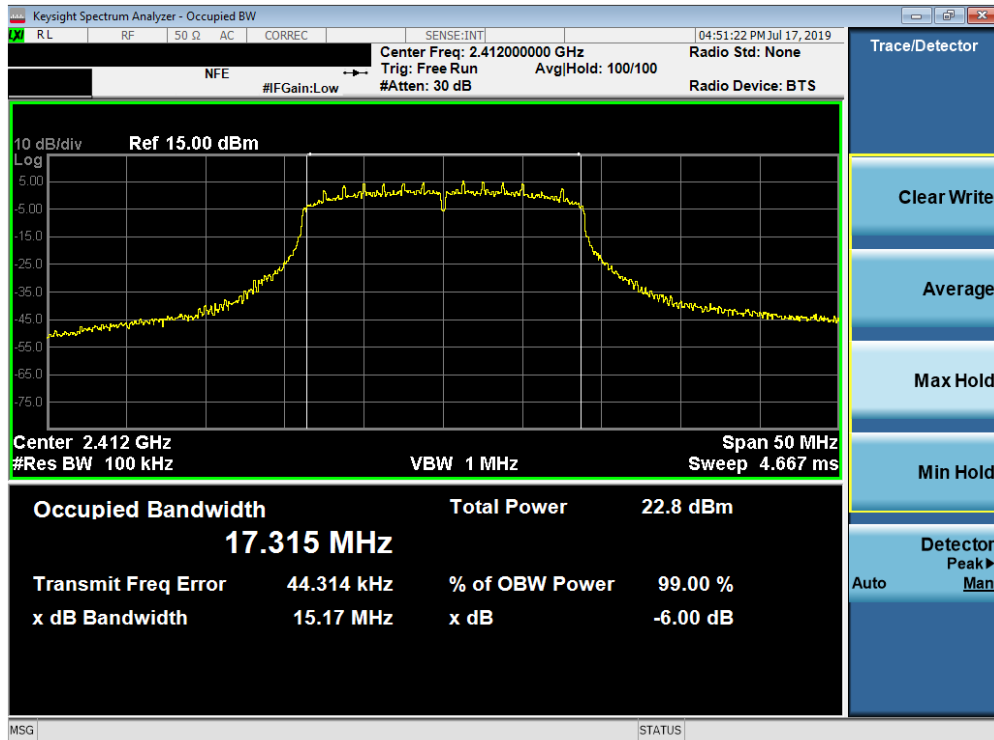 Keysight Spectrum Analyzer - Occupied BW
LXI RL RF 50 Ω AC CORREC SENSE:INT 04:51:22 PM Jul 17, 2019
Center Freq: 2.412000000 GHz Radio Std: None
NFE Trig: Free Run Avg|Hold: 100/100
#IFGain:Low #Atten: 30 dB Radio Device: BTS
Trace/Detector
10 dB/div Ref 15.00 dBm
Log
5.00
-5.00
-15.0
-25.0
-35.0
-45.0
-55.0
-65.0
-75.0
Center 2.412 GHz Span 50 MHz
#Res BW 100 kHz VBW 1 MHz Sweep 4.667 ms
Occupied Bandwidth Total Power 22.8 dBm
17.315 MHz
Transmit Freq Error 44.314 kHz % of OBW Power 99.00 %
x dB Bandwidth 15.17 MHz x dB -6.00 dB
Clear Write
Average
Max Hold
Min Hold
Detector
Peak▶
Auto Man
MSG STATUS